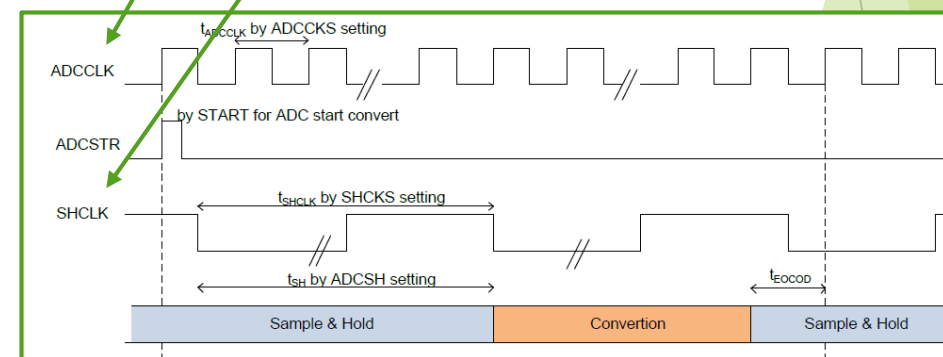 tADCCLK by ADCCKS setting
ADCCLK
by START for ADC start convert
ADCSTR
tSHCLK by SHCKS setting
SHCLK
tSH by ADCSH setting
tEOCOD
Sample & Hold
Convertion
Sample & Hold